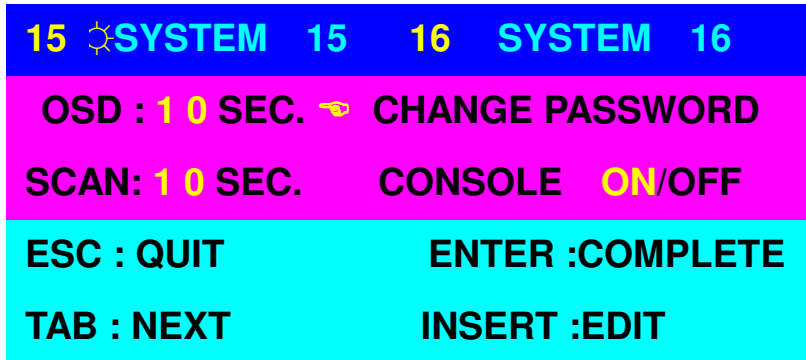 15 ☼SYSTEM 15 16 SYSTEM 16
OSD : 1 0 SEC. ☜ CHANGE PASSWORD
SCAN: 1 0 SEC. CONSOLE ON/OFF
ESC : QUIT ENTER :COMPLETE
TAB : NEXT INSERT :EDIT